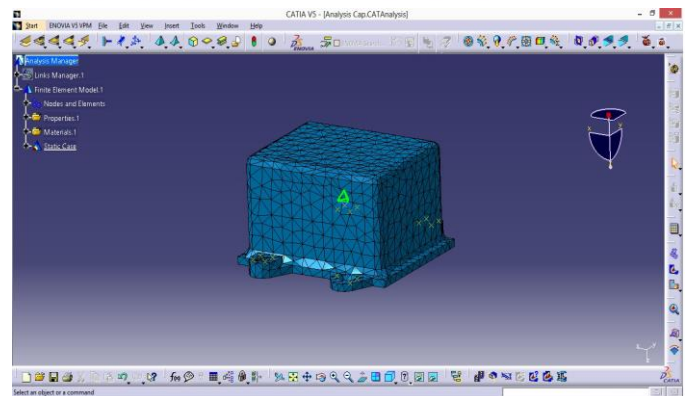 CATIA V5 - [Analysis Cap.CATAnalysis]
Start ENOVIA V5 VPM File Edit View Insert Tools Window Help
ENOVIA
Analysis Manager
Links Manager.1
Finite Element Model.1
Nodes and Elements
Properties.1
Materials.1
Static Case
CATIA
Select an object or a command